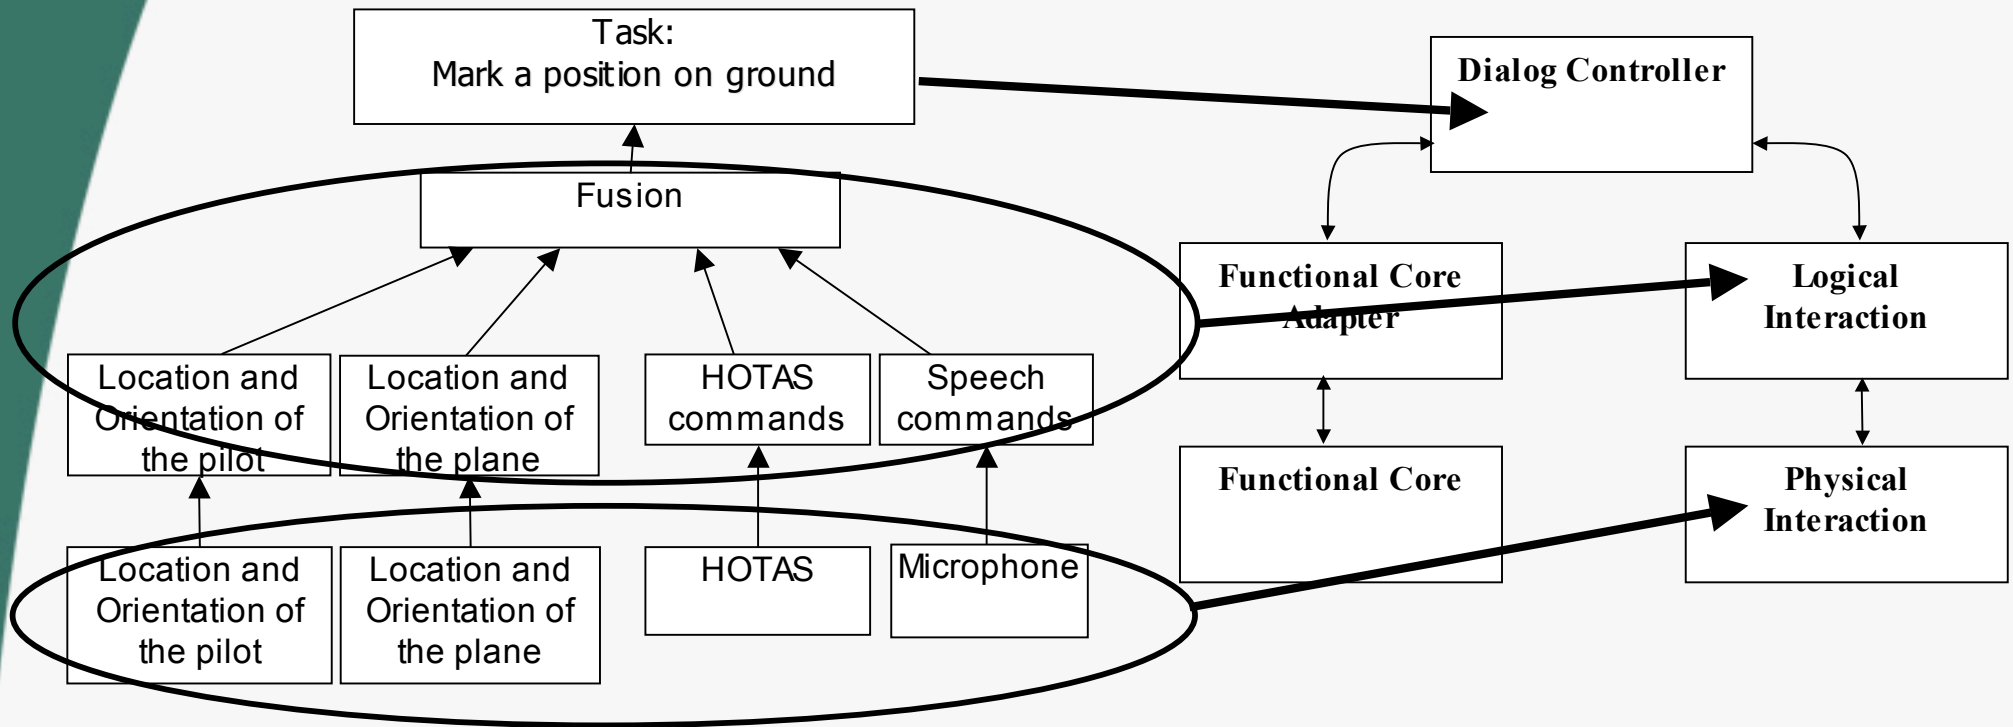 Task:
Mark a position on ground
Dialog Controller
Fusion
Functional Core
Adapter
Logical
Interaction
Location and
Orientation of
the pilot
Location and
Orientation of
the plane
HOTAS
commands
Speech
commands
Functional Core
Physical
Interaction
Location and
Orientation of
the pilot
Location and
Orientation of
the plane
HOTAS
Microphone